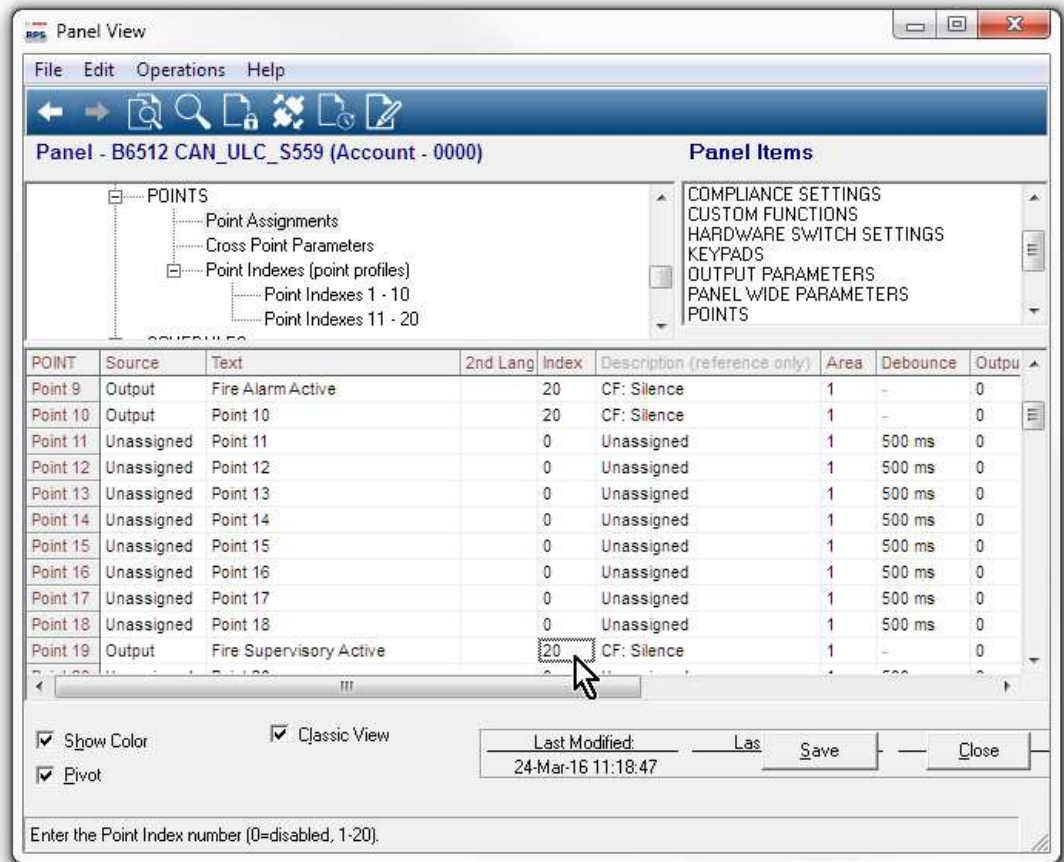 RPS Panel View
File Edit Operations Help
Panel - B6512 CAN_ULC_S559 (Account - 0000)
Panel Items
POINTS
Point Assignments
Cross Point Parameters
Point Indexes (point profiles)
Point Indexes 1 - 10
Point Indexes 11 - 20
COMPLIANCE SETTINGS
CUSTOM FUNCTIONS
HARDWARE SWITCH SETTINGS
KEYPADS
OUTPUT PARAMETERS
PANEL WIDE PARAMETERS
POINTS
POINT Source Text 2nd Lang Index Description (reference only) Area Debounce Outpu
Point 9 Output Fire Alarm Active 20 CF: Silence 1 - 0
Point 10 Output Point 10 20 CF: Silence 1 - 0
Point 11 Unassigned Point 11 0 Unassigned 1 500 ms 0
Point 12 Unassigned Point 12 0 Unassigned 1 500 ms 0
Point 13 Unassigned Point 13 0 Unassigned 1 500 ms 0
Point 14 Unassigned Point 14 0 Unassigned 1 500 ms 0
Point 15 Unassigned Point 15 0 Unassigned 1 500 ms 0
Point 16 Unassigned Point 16 0 Unassigned 1 500 ms 0
Point 17 Unassigned Point 17 0 Unassigned 1 500 ms 0
Point 18 Unassigned Point 18 0 Unassigned 1 500 ms 0
Point 19 Output Fire Supervisory Active 20 CF: Silence 1 - 0
Show Color
Classic View
Pivot
Last Modified:
24-Mar-16 11:18:47
Las
Save
Close
Enter the Point Index number (0=disabled, 1-20).